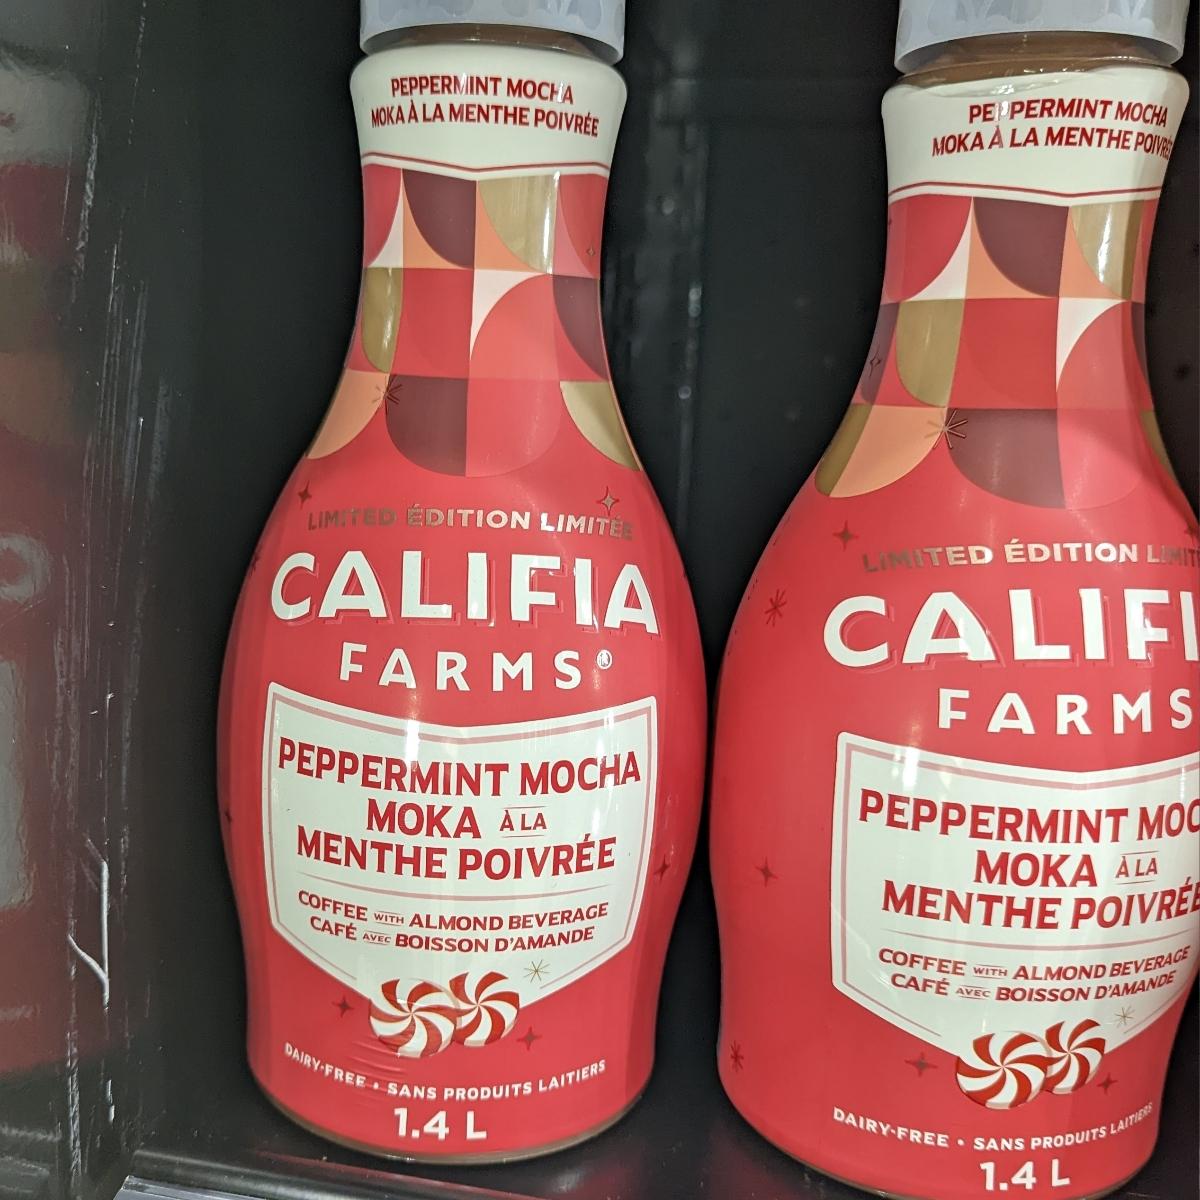 PEPPERMINT MOCHA
MOKA À LA MENTHE POIVRÉE
LIMITED ÉDITION LIMITÉE
CALIFIA
FARMS®
PEPPERMINT MOCHA
MOKA À LA
MENTHE POIVRÉE
COFFEE WITH ALMOND BEVERAGE
CAFÉ AVEC BOISSON D'AMANDE
DAIRY-FREE • SANS PRODUITS LAITIERS
1.4 L
PEPPERMINT MOCHA
MOKA À LA MENTHE POIVRÉE
LIMITED ÉDITION LIMIT
CALIFI
FARMS
PEPPERMINT MOC
MOKA À LA
MENTHE POIVRÉE
COFFEE WITH ALMOND BEVERAGE
CAFÉ AVEC BOISSON D'AMANDE
DAIRY-FREE • SANS PRODUITS LAITIERS
1.4 L